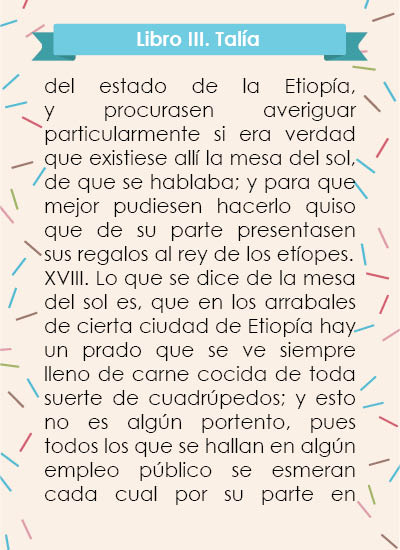 Libro III. Talía
del estado de la Etiopía,
y procurasen averiguar
particularmente si era verdad
que existiese allí la mesa del sol,
de que se hablaba; y para que
mejor pudiesen hacerlo quiso
que de su parte presentasen
sus regalos al rey de los etíopes.
XVIII. Lo que se dice de la mesa
del sol es, que en los arrabales
de cierta ciudad de Etiopía hay
un prado que se ve siempre
lleno de carne cocida de toda
suerte de cuadrúpedos; y esto
no es algún portento, pues
todos los que se hallan en algún
empleo público se esmeran
cada cual por su parte en